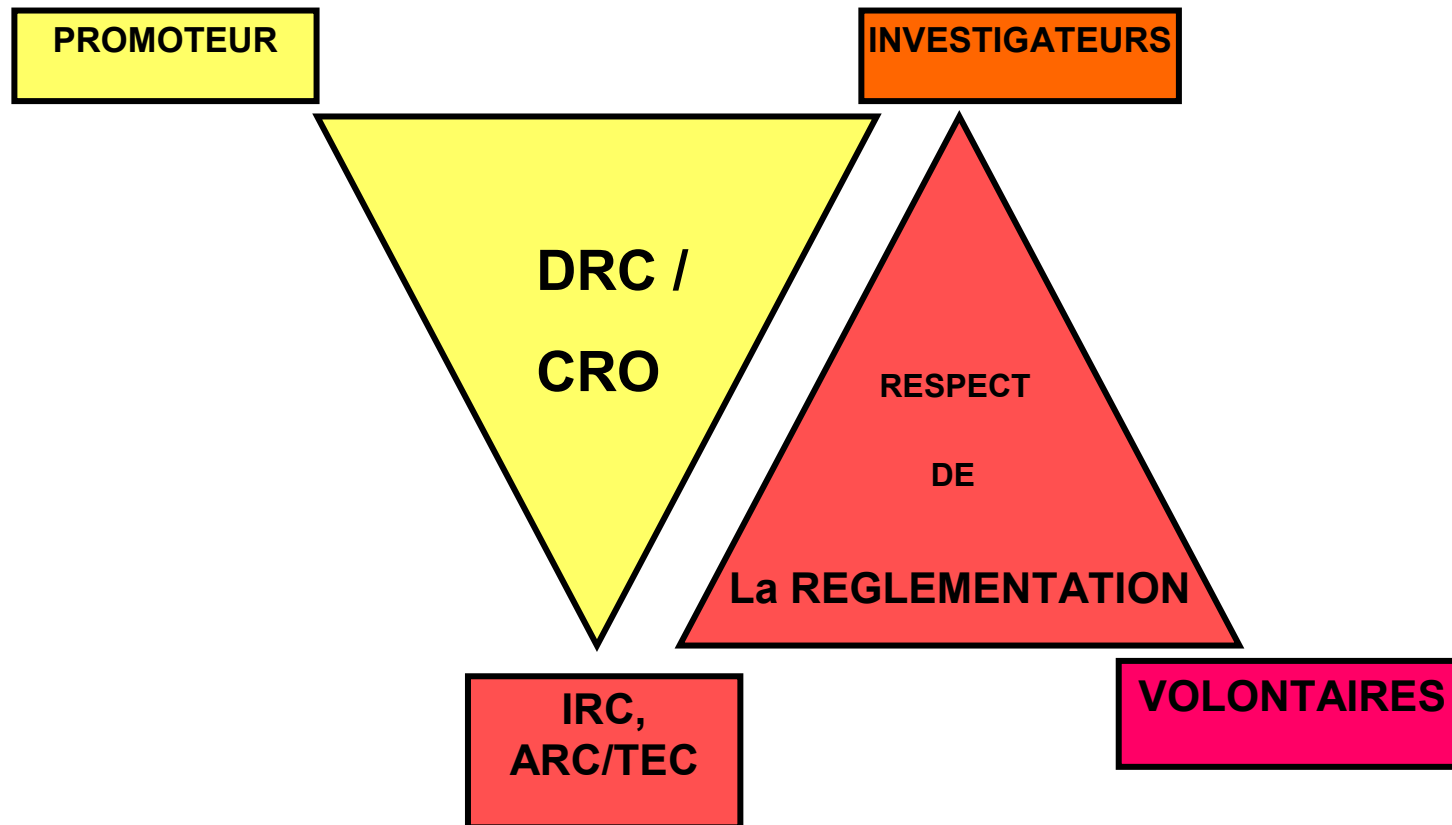 PROMOTEUR
INVESTIGATEURS
DRC /
CRO
RESPECT
DE
La REGLEMENTATION
IRC,
ARC/TEC
VOLONTAIRES